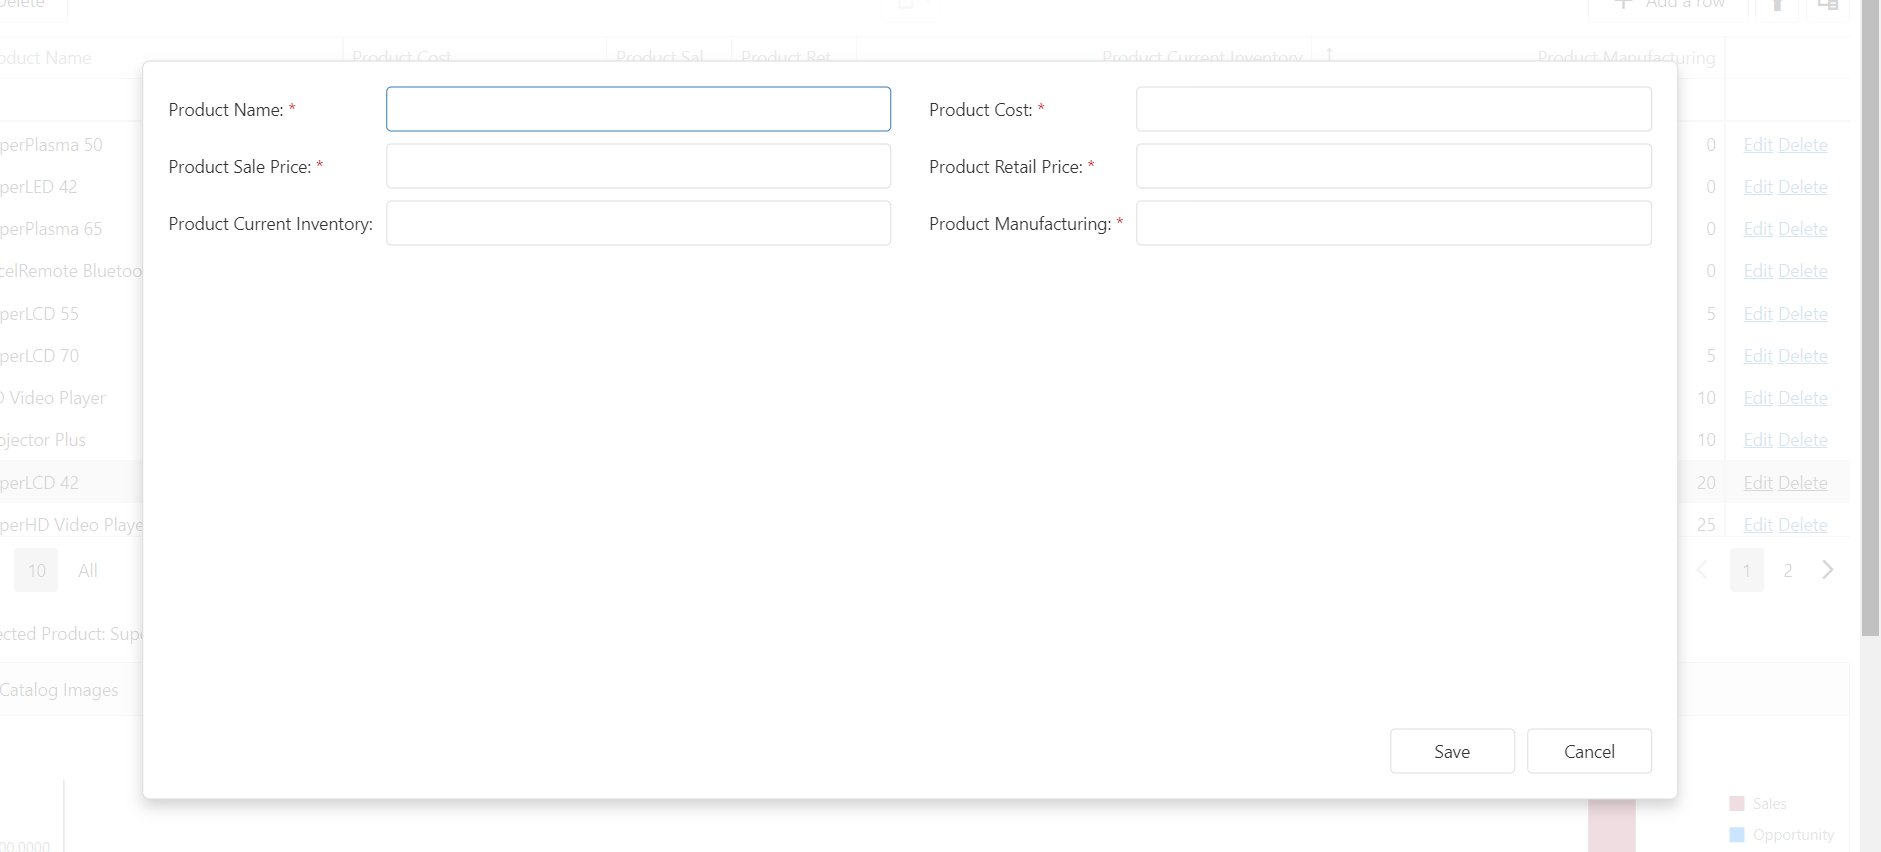 Delete
Add a row
oduct Name Product Cost Product Sal Product Ret Product Current Inventory Product Manufacturing
Product Name: * Product Cost: *
Product Sale Price: * Product Retail Price: *
Product Current Inventory: Product Manufacturing: *
perPlasma 50 0 Edit Delete
perLED 42 0 Edit Delete
perPlasma 65 0 Edit Delete
celRemote Bluetoo 0 Edit Delete
perLCD 55 5 Edit Delete
perLCD 70 5 Edit Delete
D Video Player 10 Edit Delete
ojector Plus 10 Edit Delete
perLCD 42 20 Edit Delete
perHD Video Playe 25 Edit Delete
10 All 1 2
ected Product: Supe
Catalog Images
Save Cancel
Sales
Opportunity
00.0000